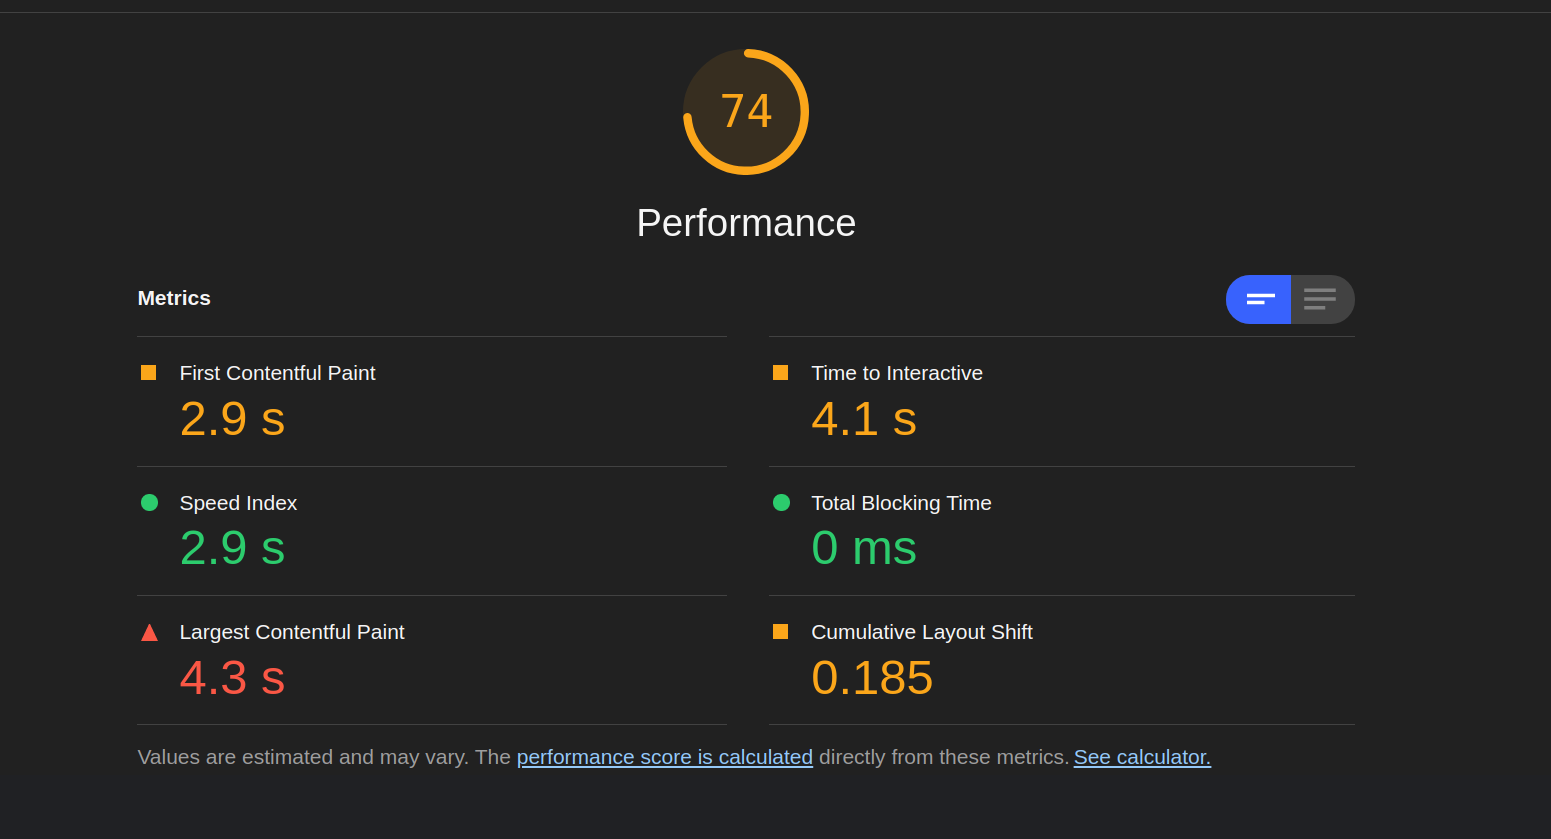 74
Performance
Metrics
First Contentful Paint
2.9 s
Time to Interactive
4.1 s
Speed Index
2.9 s
Total Blocking Time
0 ms
Largest Contentful Paint
4.3 s
Cumulative Layout Shift
0.185
Values are estimated and may vary. The performance score is calculated directly from these metrics. See calculator.